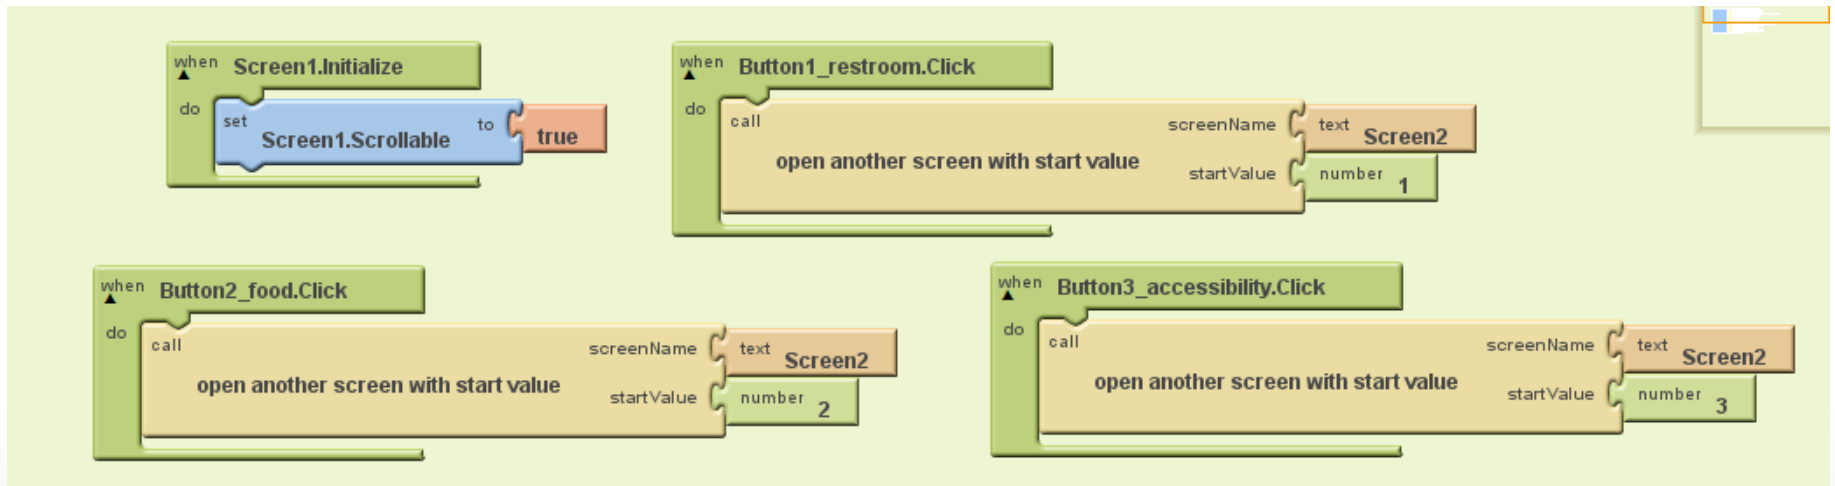 when Screen1.Initialize
do set Screen1.Scrollable to true
when Button1_restroom.Click
do call open another screen with start value
screenName text Screen2
startValue number 1
when Button2_food.Click
do call open another screen with start value
screenName text Screen2
startValue number 2
when Button3_accessibility.Click
do call open another screen with start value
screenName text Screen2
startValue number 3